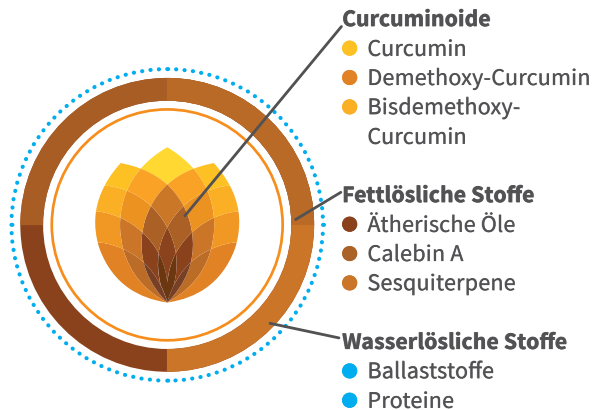 Curcuminoide
Curcumin
Demethoxy-Curcumin
Bisdemethoxy-
Curcumin
Fettlösliche Stoffe
Ätherische Öle
Calebin A
Sesquiterpene
Wasserlösliche Stoffe
Ballaststoffe
Proteine